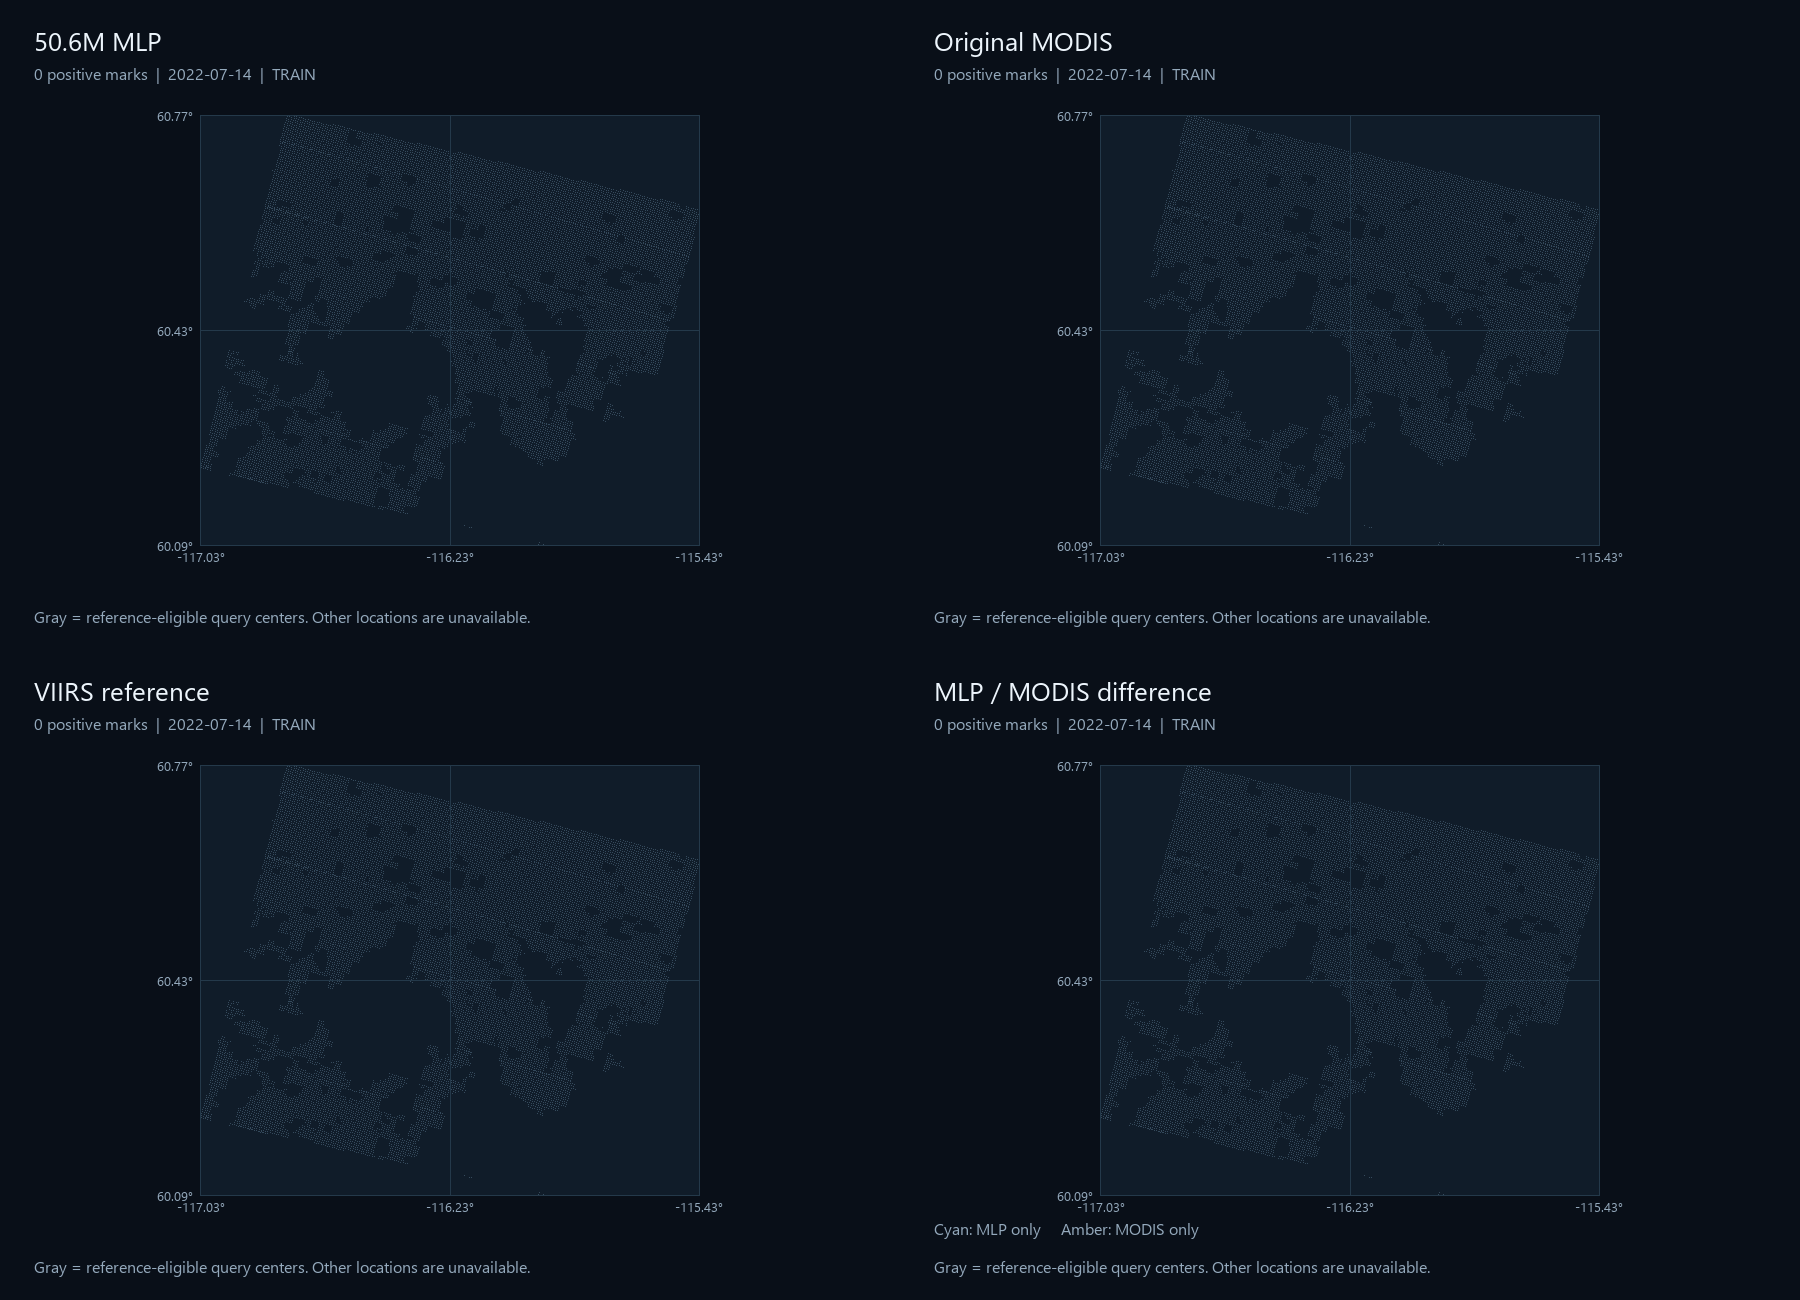 50.6M MLP
0 positive marks | 2022-07-14 | TRAIN
60.77°
60.43°
60.09°
-117.03°
-116.23°
-115.43°
Gray = reference-eligible query centers. Other locations are unavailable.
Original MODIS
0 positive marks | 2022-07-14 | TRAIN
60.77°
60.43°
60.09°
-117.03°
-116.23°
-115.43°
Gray = reference-eligible query centers. Other locations are unavailable.
VIIRS reference
0 positive marks | 2022-07-14 | TRAIN
60.77°
60.43°
60.09°
-117.03°
-116.23°
-115.43°
Gray = reference-eligible query centers. Other locations are unavailable.
MLP / MODIS difference
0 positive marks | 2022-07-14 | TRAIN
60.77°
60.43°
60.09°
-117.03°
-116.23°
-115.43°
Cyan: MLP only Amber: MODIS only
Gray = reference-eligible query centers. Other locations are unavailable.